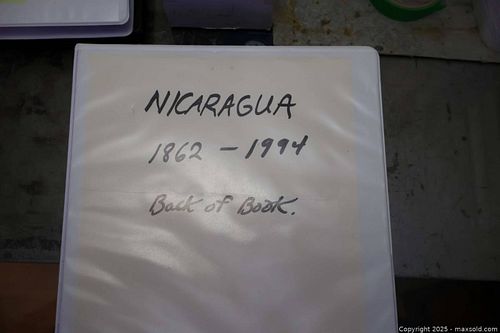 NICARAGUA
1862 - 1994
Back of Book.
Copyright 2025 - maxsold.com